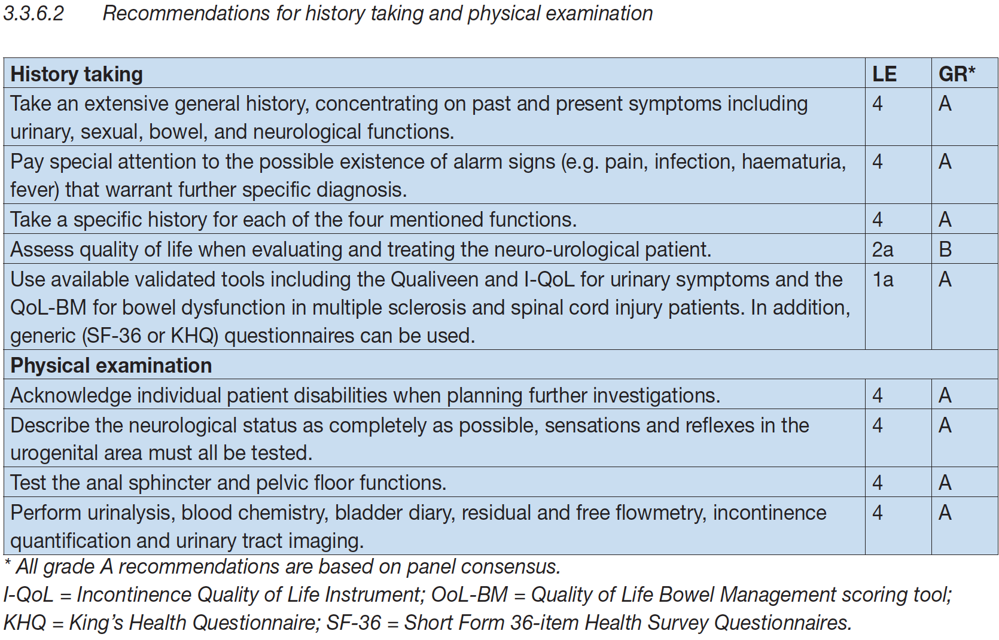 3.3.6.2 Recommendations for history taking and physical examination
History taking LE GR*
Take an extensive general history, concentrating on past and present symptoms including 4 A
urinary, sexual, bowel, and neurological functions.
Pay special attention to the possible existence of alarm signs (e.g. pain, infection, haematuria, 4 A
fever) that warrant further specific diagnosis.
Take a specific history for each of the four mentioned functions. 4 A
Assess quality of life when evaluating and treating the neuro-urological patient. 2a B
Use available validated tools including the Qualiveen and I-QoL for urinary symptoms and the 1a A
QoL-BM for bowel dysfunction in multiple sclerosis and spinal cord injury patients. In addition,
generic (SF-36 or KHQ) questionnaires can be used.
Physical examination
Acknowledge individual patient disabilities when planning further investigations. 4 A
Describe the neurological status as completely as possible, sensations and reflexes in the 4 A
urogenital area must all be tested.
Test the anal sphincter and pelvic floor functions. 4 A
Perform urinalysis, blood chemistry, bladder diary, residual and free flowmetry, incontinence 4 A
quantification and urinary tract imaging.
* All grade A recommendations are based on panel consensus.
I-QoL = Incontinence Quality of Life Instrument; OoL-BM = Quality of Life Bowel Management scoring tool;
KHQ = King’s Health Questionnaire; SF-36 = Short Form 36-item Health Survey Questionnaires.